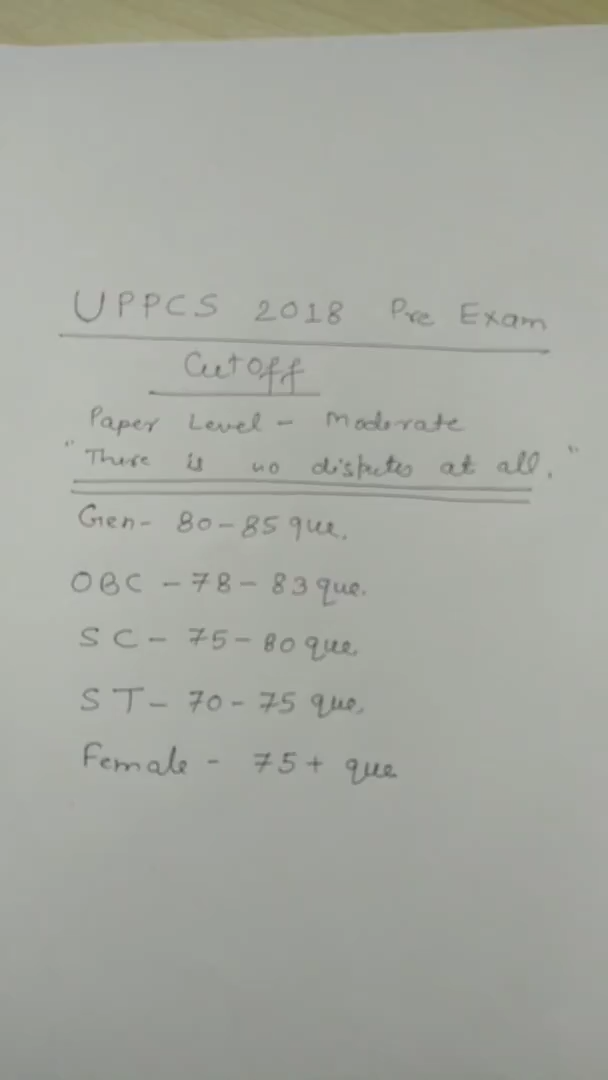 UPPCS 2018 Pre Exam
Cutoff
Paper Level - Moderate
"There is no disputes at all."
Gen- 80-85 que.
OBC - 78 - 83 que.
SC - 75-80 que.
ST- 70-75 que.
Female - 75+ que